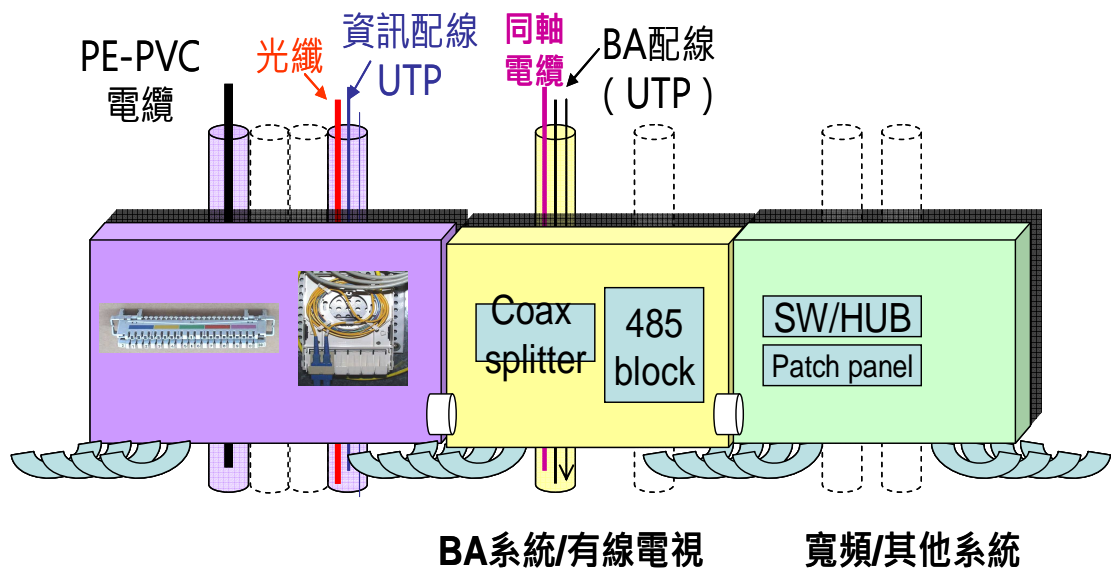 PE-PVC
電纜
光纖
資訊配線
UTP
同軸
電纜
BA配線
( UTP )
Coax
splitter
485
block
SW/HUB
Patch panel
BA系統/有線電視
寬頻/其他系統